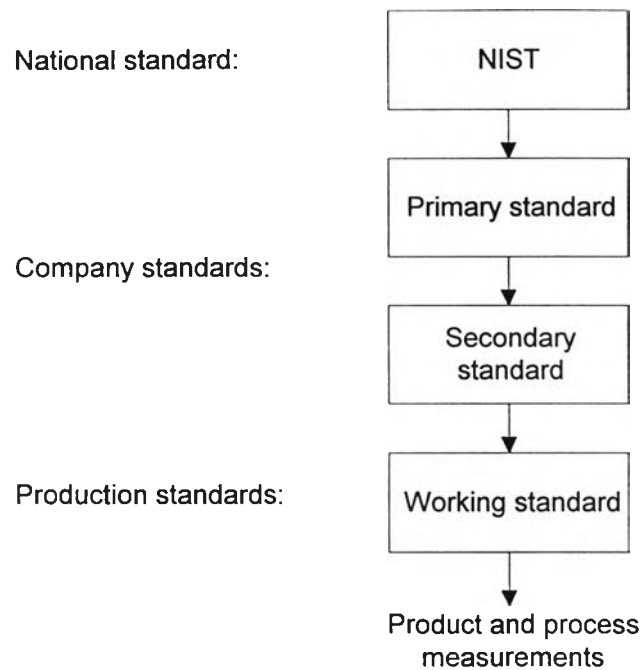 National standard:
NIST
Primary standard
Company standards:
Secondary
standard
Production standards:
Working standard
Product and process
measurements